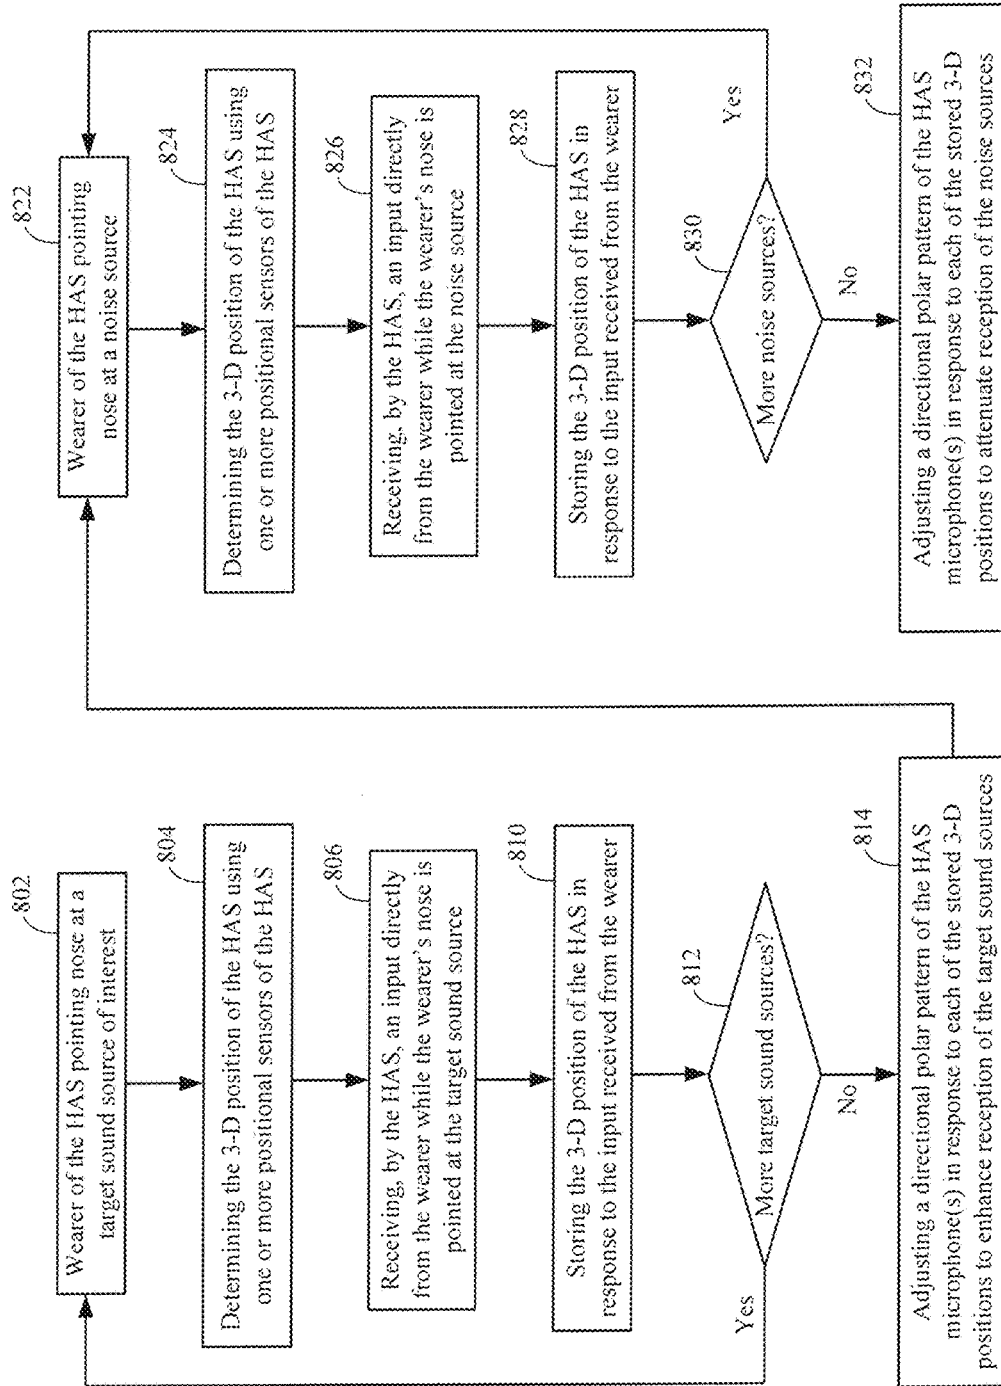 802
Wearer of the HAS pointing nose at a
target sound source of interest
804
Determining the 3-D position of the HAS using
one or more positional sensors of the HAS
806
Receiving, by the HAS, an input directly
from the wearer while the wearer's nose is
pointed at the target sound source
810
Storing the 3-D position of the HAS in
response to the input received from the wearer
812
More target sound sources?
Yes
No
814
Adjusting a directional polar pattern of the HAS
microphone(s) in response to each of the stored 3-D
positions to enhance reception of the target sound sources
822
Wearer of the HAS pointing
nose at a noise source
824
Determining the 3-D position of the HAS using
one or more positional sensors of the HAS
826
Receiving, by the HAS, an input directly
from the wearer while the wearer's nose is
pointed at the noise source
828
Storing the 3-D position of the HAS in
response to the input received from the wearer
830
More noise sources?
Yes
No
832
Adjusting a directional polar pattern of the HAS
microphone(s) in response to each of the stored 3-D
positions to attenuate reception of the noise sources